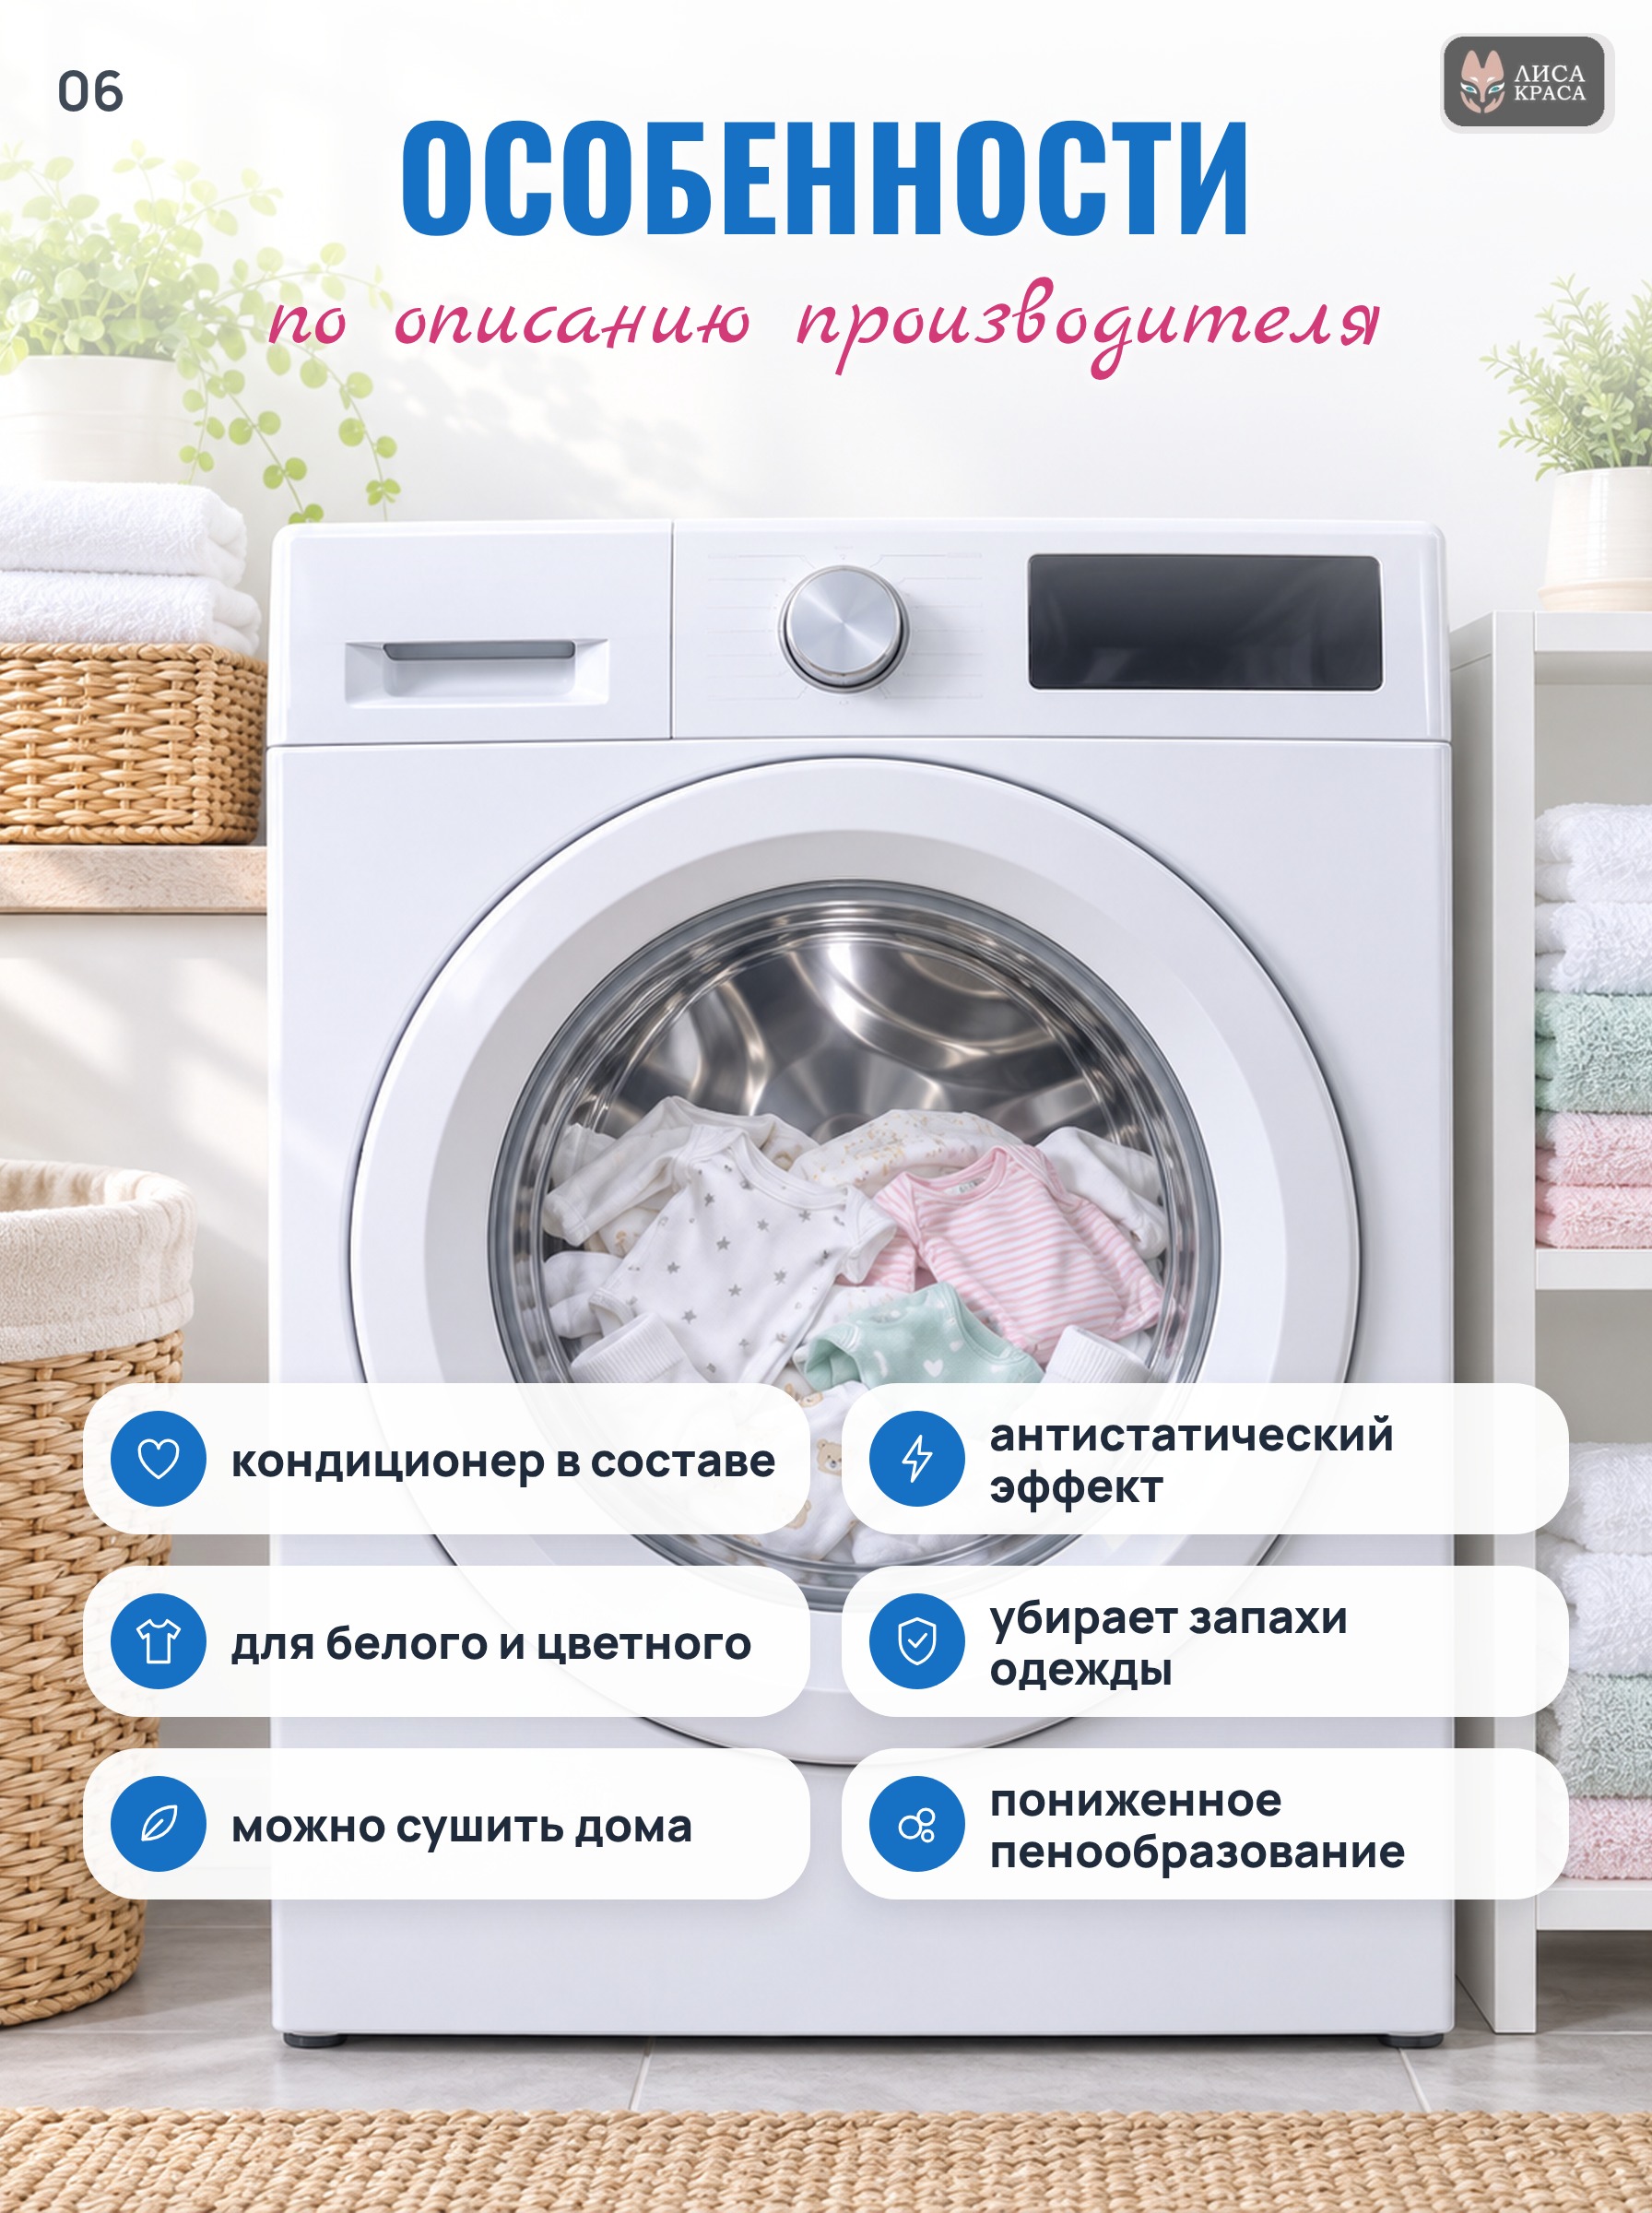 06
ЛИСА
КРАСА
ОСОБЕННОСТИ
по описанию производителя
кондиционер в составе
антистатический
эффект
для белого и цветного
убирает запахи
одежды
можно сушить дома
пониженное
пенообразование